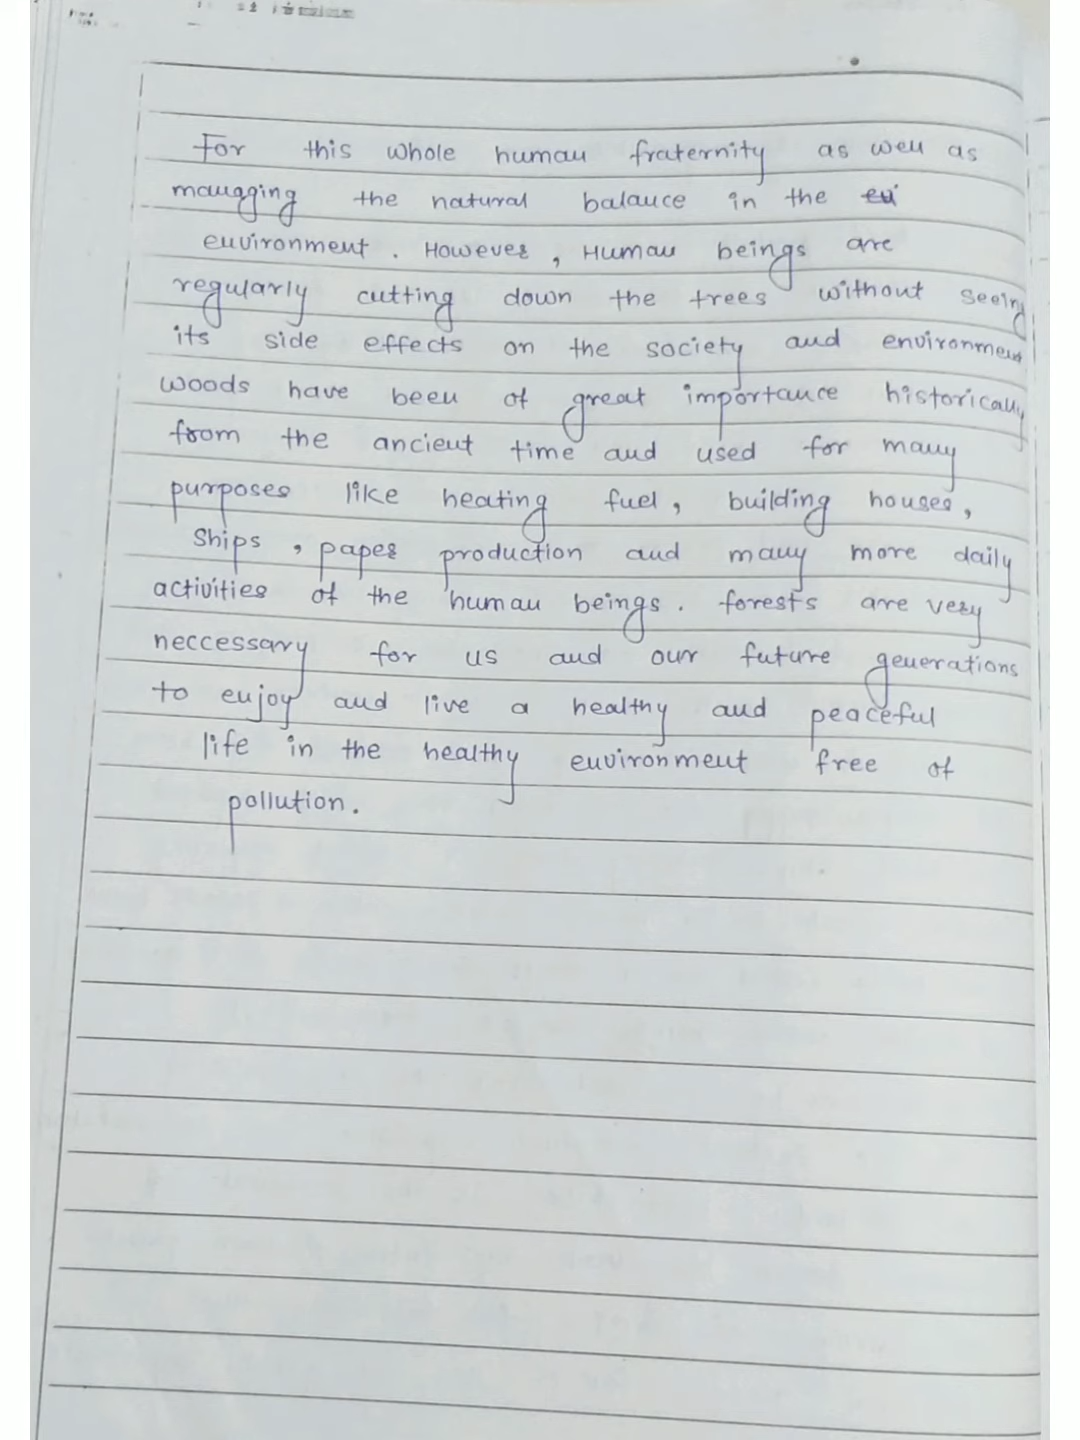 For this whole human fraternity as well as
managging the natural balance in the
environment. However, Human beings are
regularly cutting down the trees without seeing
its side effects on the society and environment
woods have been of great importance historically
from the ancient time and used for many
purposes like heating fuel, building houses,
Ships, paper production and many more daily
activities of the human beings. forests are very
neccessary for us and our future generations
to enjoy and live a healthy and peaceful
life in the healthy environment free of
pollution.